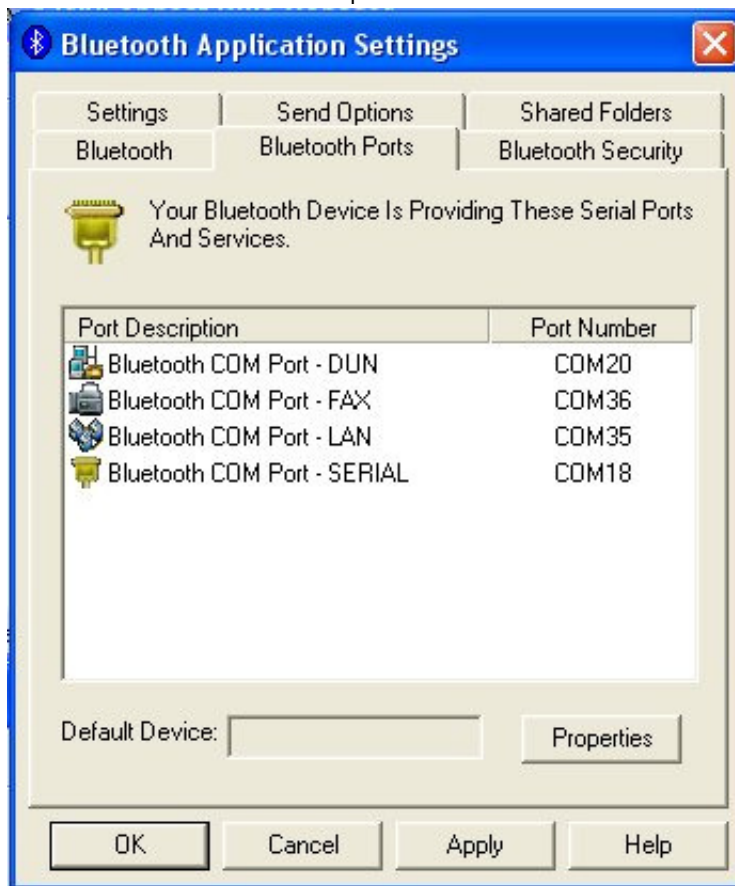 Bluetooth Application Settings
Settings Send Options Shared Folders
Bluetooth Bluetooth Ports Bluetooth Security
Your Bluetooth Device Is Providing These Serial Ports
And Services.
Port Description Port Number
Bluetooth COM Port - DUN COM20
Bluetooth COM Port - FAX COM36
Bluetooth COM Port - LAN COM35
Bluetooth COM Port - SERIAL COM18
Default Device: Properties
OK Cancel Apply Help